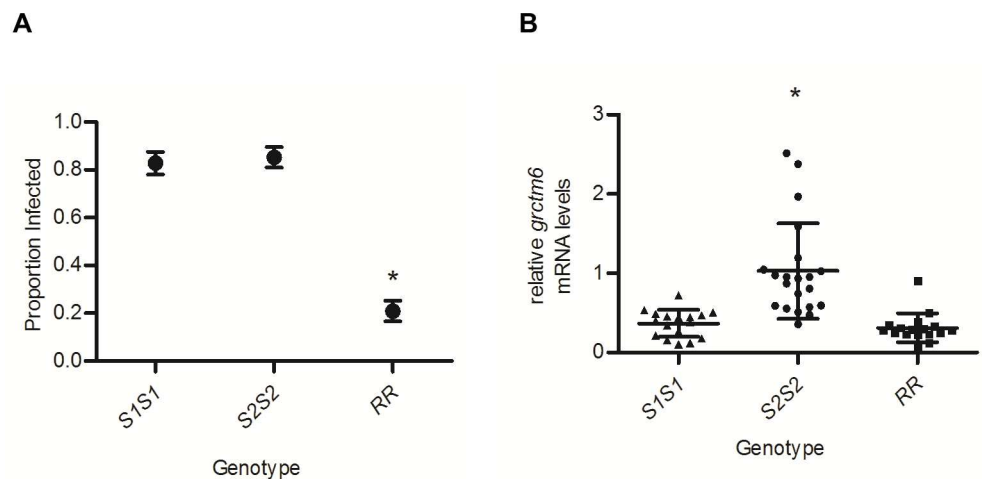 A
B
*
1.0
0.8
0.6
0.4
0.2
0.0
Proportion Infected
*
S1S1
S2S2
RR
Genotype
3
2
1
0
relative grctm6
mRNA levels
S1S1
S2S2
RR
Genotype